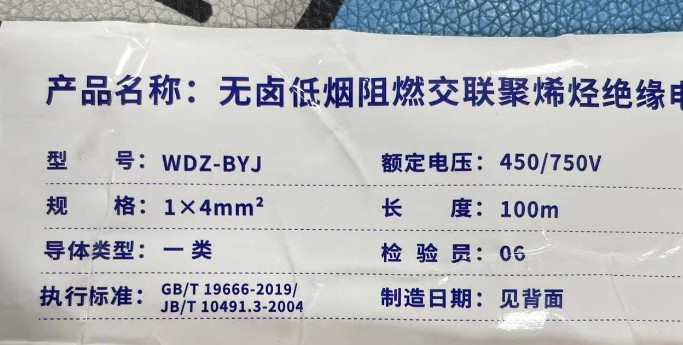 产品名称：无卤低烟阻燃交联聚烯烃绝缘电
型 号：WDZ-BYJ 额定电压：450/750V
规 格：1×4mm² 长 度：100m
导体类型：一类 检 验 员：06
执行标准：GB/T 19666-2019/
JB/T 10491.3-2004 制造日期：见背面